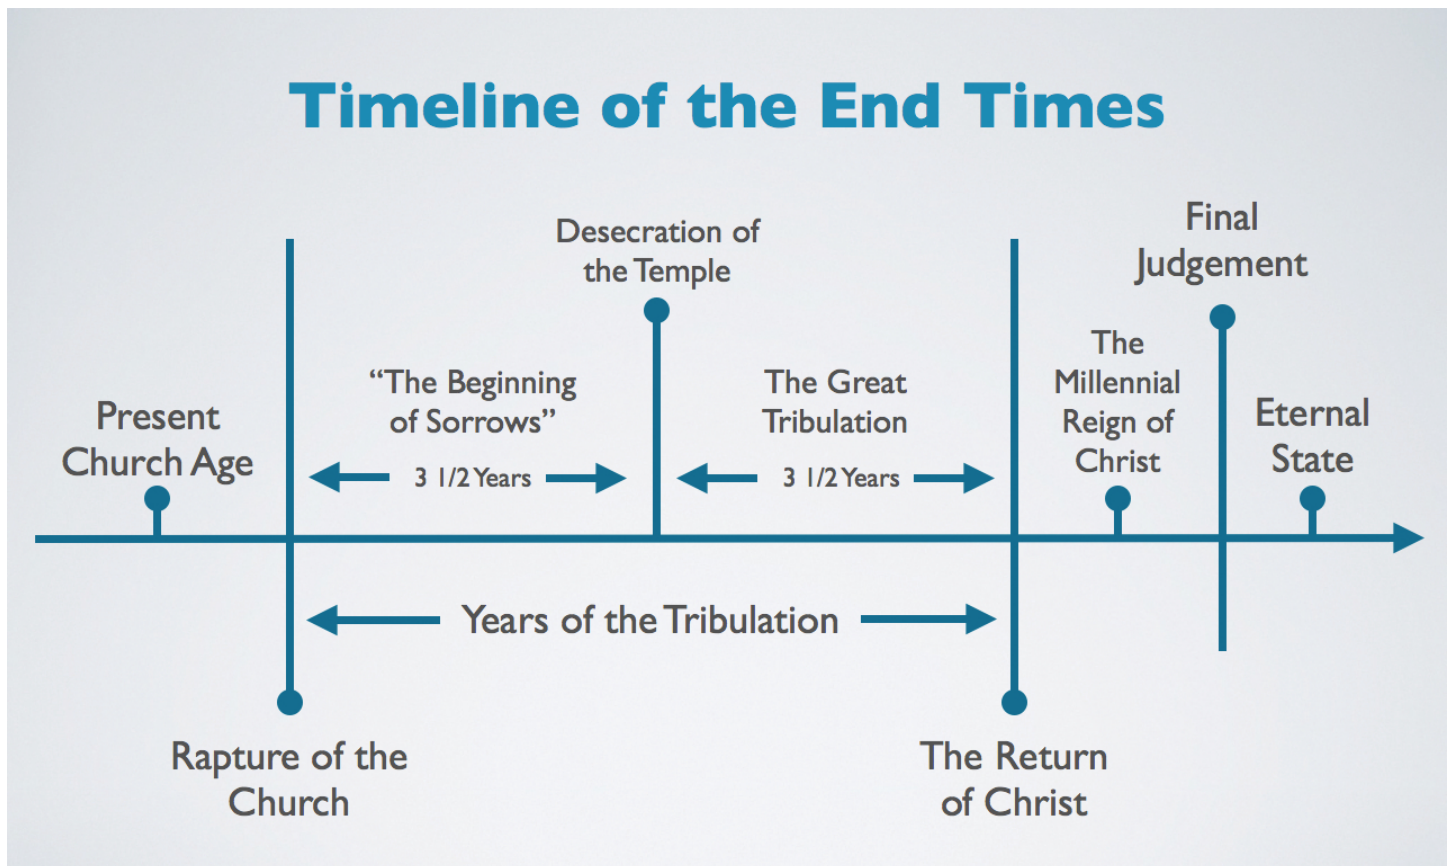 Timeline of the End Times
Present
Church Age
Rapture of the
Church
“The Beginning
of Sorrows”
3 1/2 Years
Desecration of
the Temple
The Great
Tribulation
3 1/2 Years
Years of the Tribulation
The Return
of Christ
The
Millennial
Reign of
Christ
Final
Judgement
Eternal
State